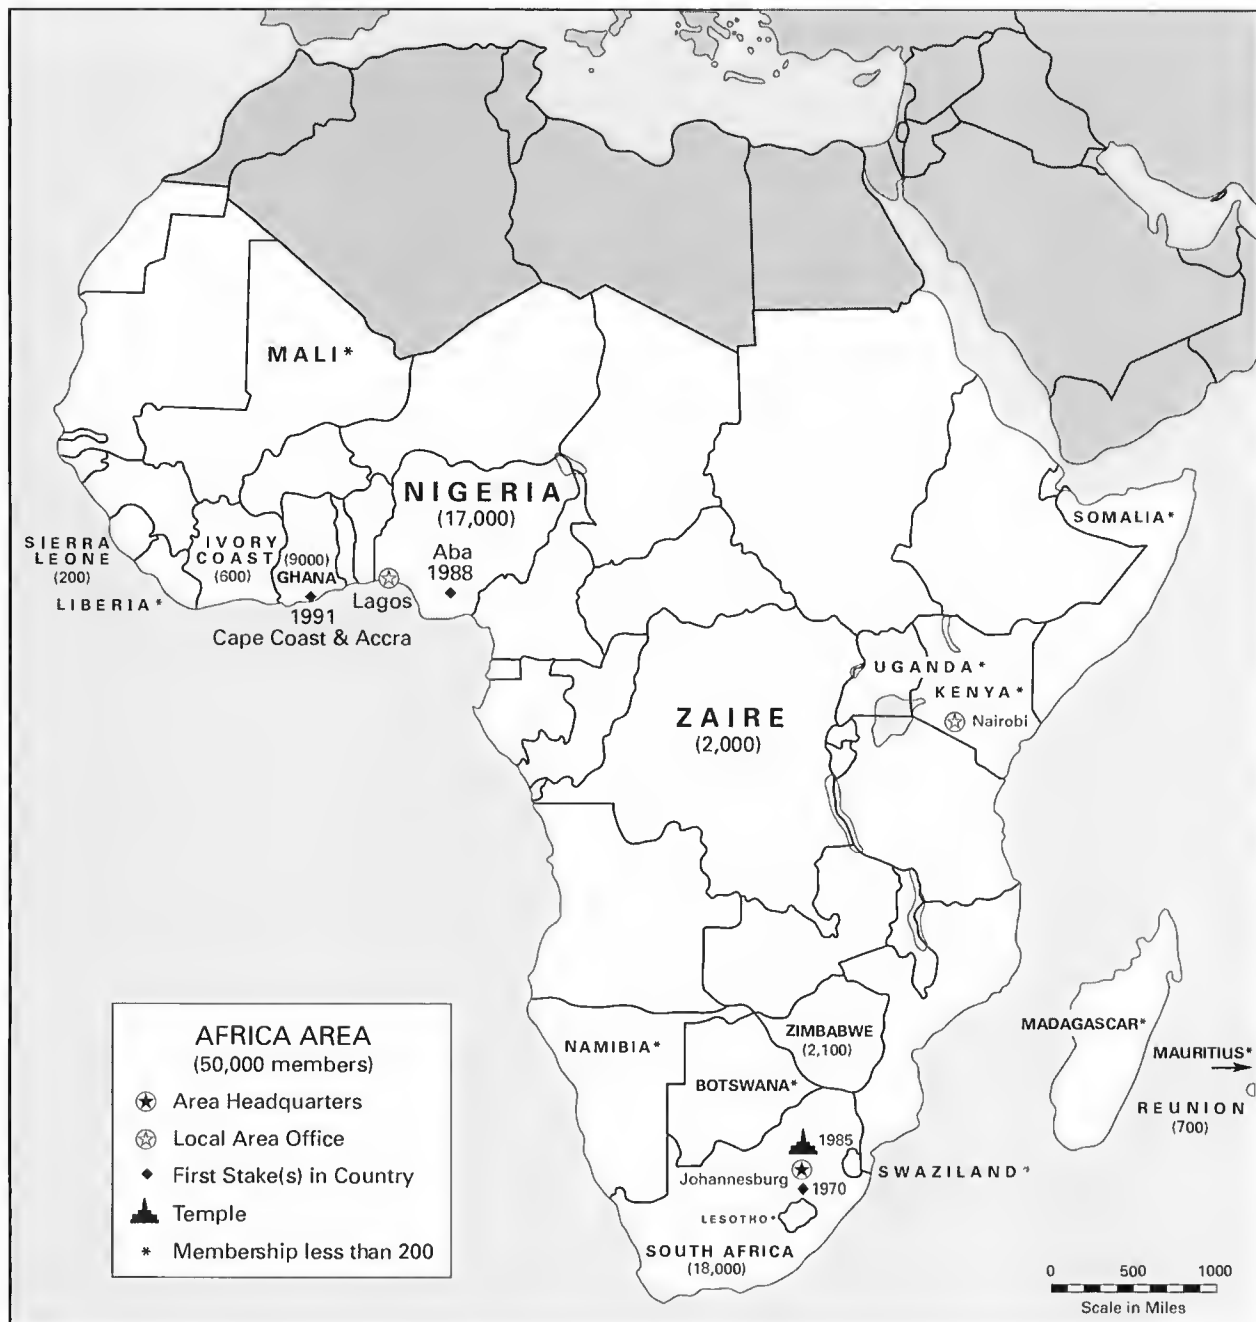 MALI*
NIGERIA
(17,000)
Aba
1988
SIERRA
LEONE
(200)
IVORY
COAST
(600)
(9000)
GHANA
LIBERIA*
Lagos
1991
Cape Coast & Accra
SOMALIA*
UGANDA*
KENYA*
Nairobi
ZAIRE
(2,000)
AFRICA AREA
(50,000 members)
Area Headquarters
Local Area Office
First Stake(s) in Country
Temple
* Membership less than 200
NAMIBIA*
ZIMBABWE
(2,100)
BOTSWANA*
MADAGASCAR*
MAURITIUS*
REUNION
(700)
1985
Johannesburg
1970
SWAZILAND*
LESOTHO*
SOUTH AFRICA
(18,000)
0 500 1000
Scale in Miles